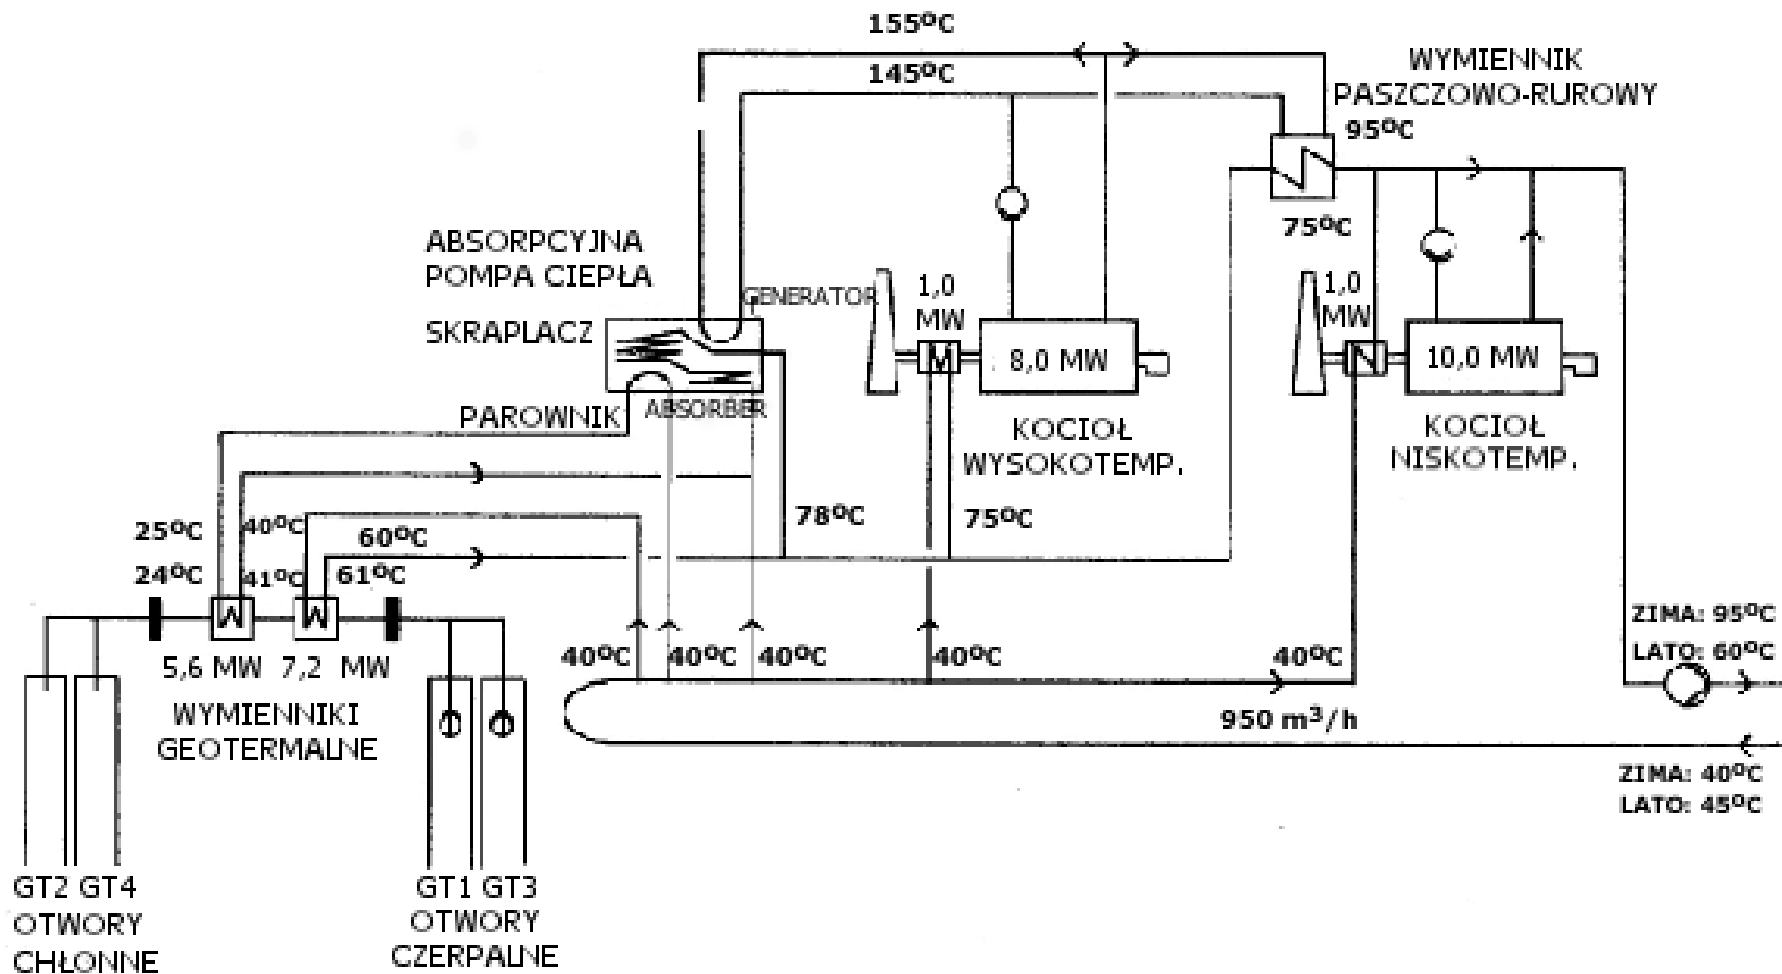 155°C
145°C
WYMIENNIK
PASZCZOWO-RUROWY
95°C
75°C
ABSORPCYJNA
POMPA CIEPŁA
GENERATOR
SKRAPLACZ
1,0
MW
8,0 MW
1,0
MW
10,0 MW
PAROWNIK
ABSORBER
KOCIOŁ
WYSOKOTEMP.
KOCIOŁ
NISKOTEMP.
25°C
40°C
60°C
78°C
75°C
24°C
41°C
61°C
5,6 MW
7,2 MW
WYMIENNIKI
GEOTERMALNE
40°C
40°C
40°C
40°C
40°C
ZIMA: 95°C
LATO: 60°C
950 m³/h
ZIMA: 40°C
LATO: 45°C
GT2 GT4
OTWORY
CHŁONNE
GT1 GT3
OTWORY
CZERPALNE